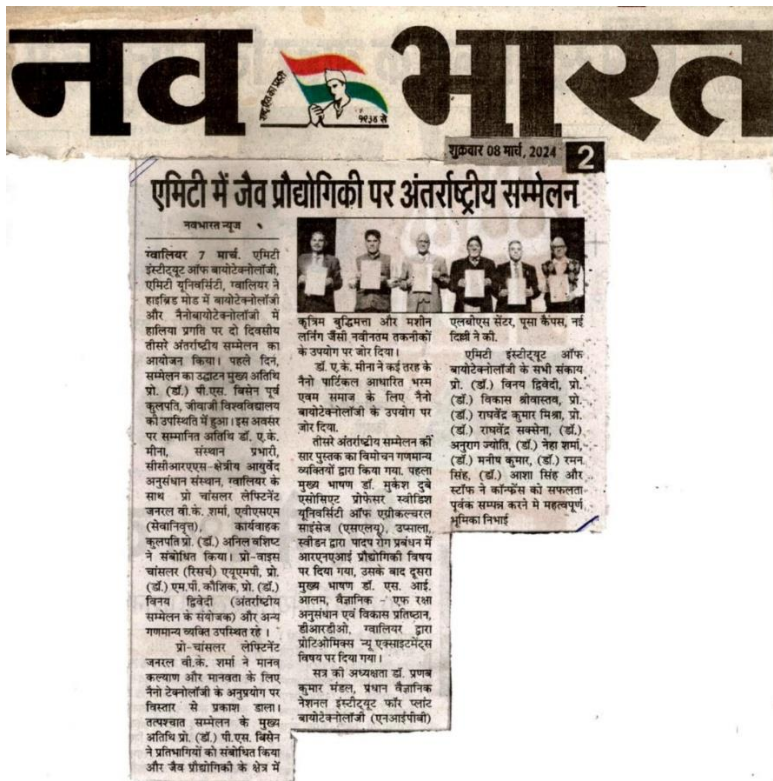 नव भारत
१९३४ से
शुक्रवार 08 मार्च, 2024 2
एमिटी में जैव प्रौद्योगिकी पर अंतर्राष्ट्रीय सम्मेलन
नवभारत न्यूज
ग्वालियर 7 मार्च. एमिटी
इंस्टीट्यूट ऑफ बायोटेक्नोलॉजी,
एमिटी यूनिवर्सिटी, ग्वालियर ने
हाइब्रिड मोड में बायोटेक्नोलॉजी
और नैनोबायोटेक्नोलॉजी में
हालिया प्रगति पर दो दिवसीय
तीसरे अंतर्राष्ट्रीय सम्मेलन का
आयोजन किया। पहले दिन,
सम्मेलन का उद्घाटन मुख्य अतिथि
प्रो. (डॉ.) पी.एस. बिसेन पूर्व
कुलपति, जीवाजी विश्वविद्यालय
की उपस्थिति में हुआ। इस अवसर
पर सम्मानित अतिथि डॉ. ए.के.
मीना, संस्थान प्रभारी,
सीसीआरएएस-क्षेत्रीय आयुर्वेद
अनुसंधान संस्थान, ग्वालियर के
साथ प्रो चांसलर लेफ्टिनेंट
जनरल वी.के. शर्मा, एवीएसएम
(सेवानिवृत्त), कार्यवाहक
कुलपति प्रो. (डॉ.) अनिल वशिष्ट
ने संबोधित किया। प्रो-वाइस
चांसलर (रिसर्च) एयूएमपी, प्रो.
(डॉ.) एम.पी. कौशिक, प्रो. (डॉ.)
विनय द्विवेदी (अंतर्राष्ट्रीय
सम्मेलन के संयोजक) और अन्य
गणमान्य व्यक्ति उपस्थित रहे ।
प्रो-चांसलर लेफ्टिनेंट
जनरल वी.के. शर्मा ने मानव
कल्याण और मानवता के लिए
नैनो टेक्नोलॉजी के अनुप्रयोग पर
विस्तार से प्रकाश डाला।
तत्पश्चात सम्मेलन के मुख्य
अतिथि प्रो. (डॉ.) पी.एस. बिसेन
ने प्रतिभागियों को संबोधित किया
और जैव प्रौद्योगिकी के क्षेत्र में
कृत्रिम बुद्धिमत्ता और मशीन
लर्निंग जैसी नवीनतम तकनीकों
के उपयोग पर जोर दिया।
डॉ. ए.के. मीना ने कई तरह के
नैनो पार्टिकल आधारित भस्म
एवम समाज के लिए नैनो
बायोटेक्नोलॉजी के उपयोग पर
जोर दिया.
तीसरे अंतर्राष्ट्रीय सम्मेलन की
सार पुस्तक का विमोचन गणमान्य
व्यक्तियों द्वारा किया गया. पहला
मुख्य भाषण डॉ. मुकेश दुबे
एसोसिएट प्रोफेसर स्वीडिश
यूनिवर्सिटी ऑफ एग्रीकल्चरल
साइंसेज (एसएलयू), उप्साला,
स्वीडन द्वारा पादप रोग प्रबंधन में
आरएनएआई प्रौद्योगिकी विषय
पर दिया गया, उसके बाद दूसरा
मुख्य भाषण डॉ. एस. आई.
आलम, वैज्ञानिक - एफ रक्षा
अनुसंधान एवं विकास प्रतिष्ठान,
डीआरडीओ, ग्वालियर द्वारा
प्रोटिओमिक्स न्यू एक्साइटमेंट्स
विषय पर दिया गया।
सत्र की अध्यक्षता डॉ. प्रणब
कुमार मंडल, प्रधान वैज्ञानिक
नेशनल इंस्टीट्यूट फॉर प्लांट
बायोटेक्नोलॉजी (एनआईपीबी)
एलबीएस सेंटर, पूसा कैंपस, नई
दिल्ली ने की.
एमिटी इंस्टीट्यूट ऑफ
बायोटेक्नोलॉजी के सभी संकाय
प्रो. (डॉ.) विनय द्विवेदी, प्रो.
(डॉ.) विकास श्रीवास्तव, प्रो.
(डॉ.) राघवेंद्र कुमार मिश्रा, प्रो.
(डॉ.) राघवेंद्र सक्सेना, (डॉ.)
अनुराग ज्योति, (डॉ.) नेहा शर्मा,
(डॉ.) मनीष कुमार, (डॉ.) रमन
सिंह, (डॉ.) आशा सिंह और
स्टॉफ ने कॉन्फ्रेंस को सफलता
पूर्वक सम्पन्न करने मे महत्वपूर्ण
भूमिका निभाई